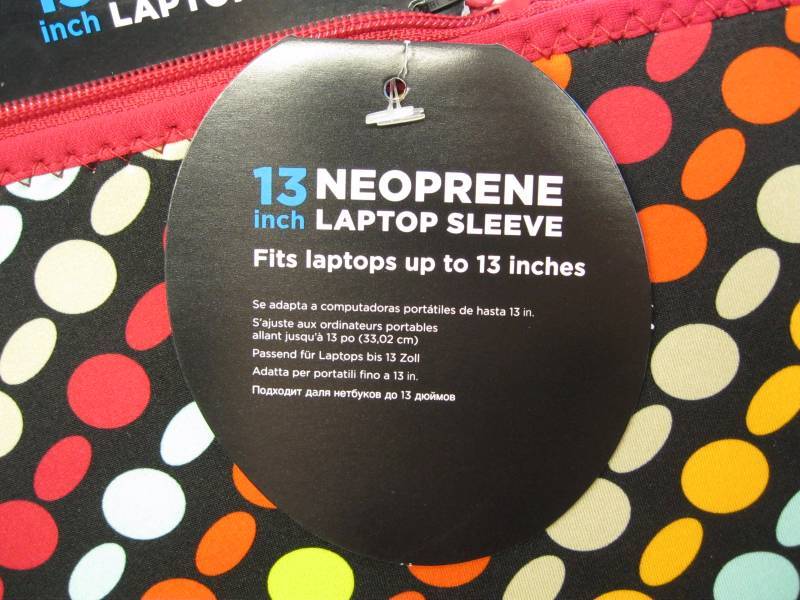 inch LAPTOP
13 inch NEOPRENE
LAPTOP SLEEVE
Fits laptops up to 13 inches
Se adapta a computadoras portátiles de hasta 13 in.
S'ajuste aux ordinateurs portables
allant jusqu'à 13 po (33,02 cm)
Passend für Laptops bis 13 Zoll
Adatta per portatili fino a 13 in.
Подходит даля нетбуков до 13 дюймов